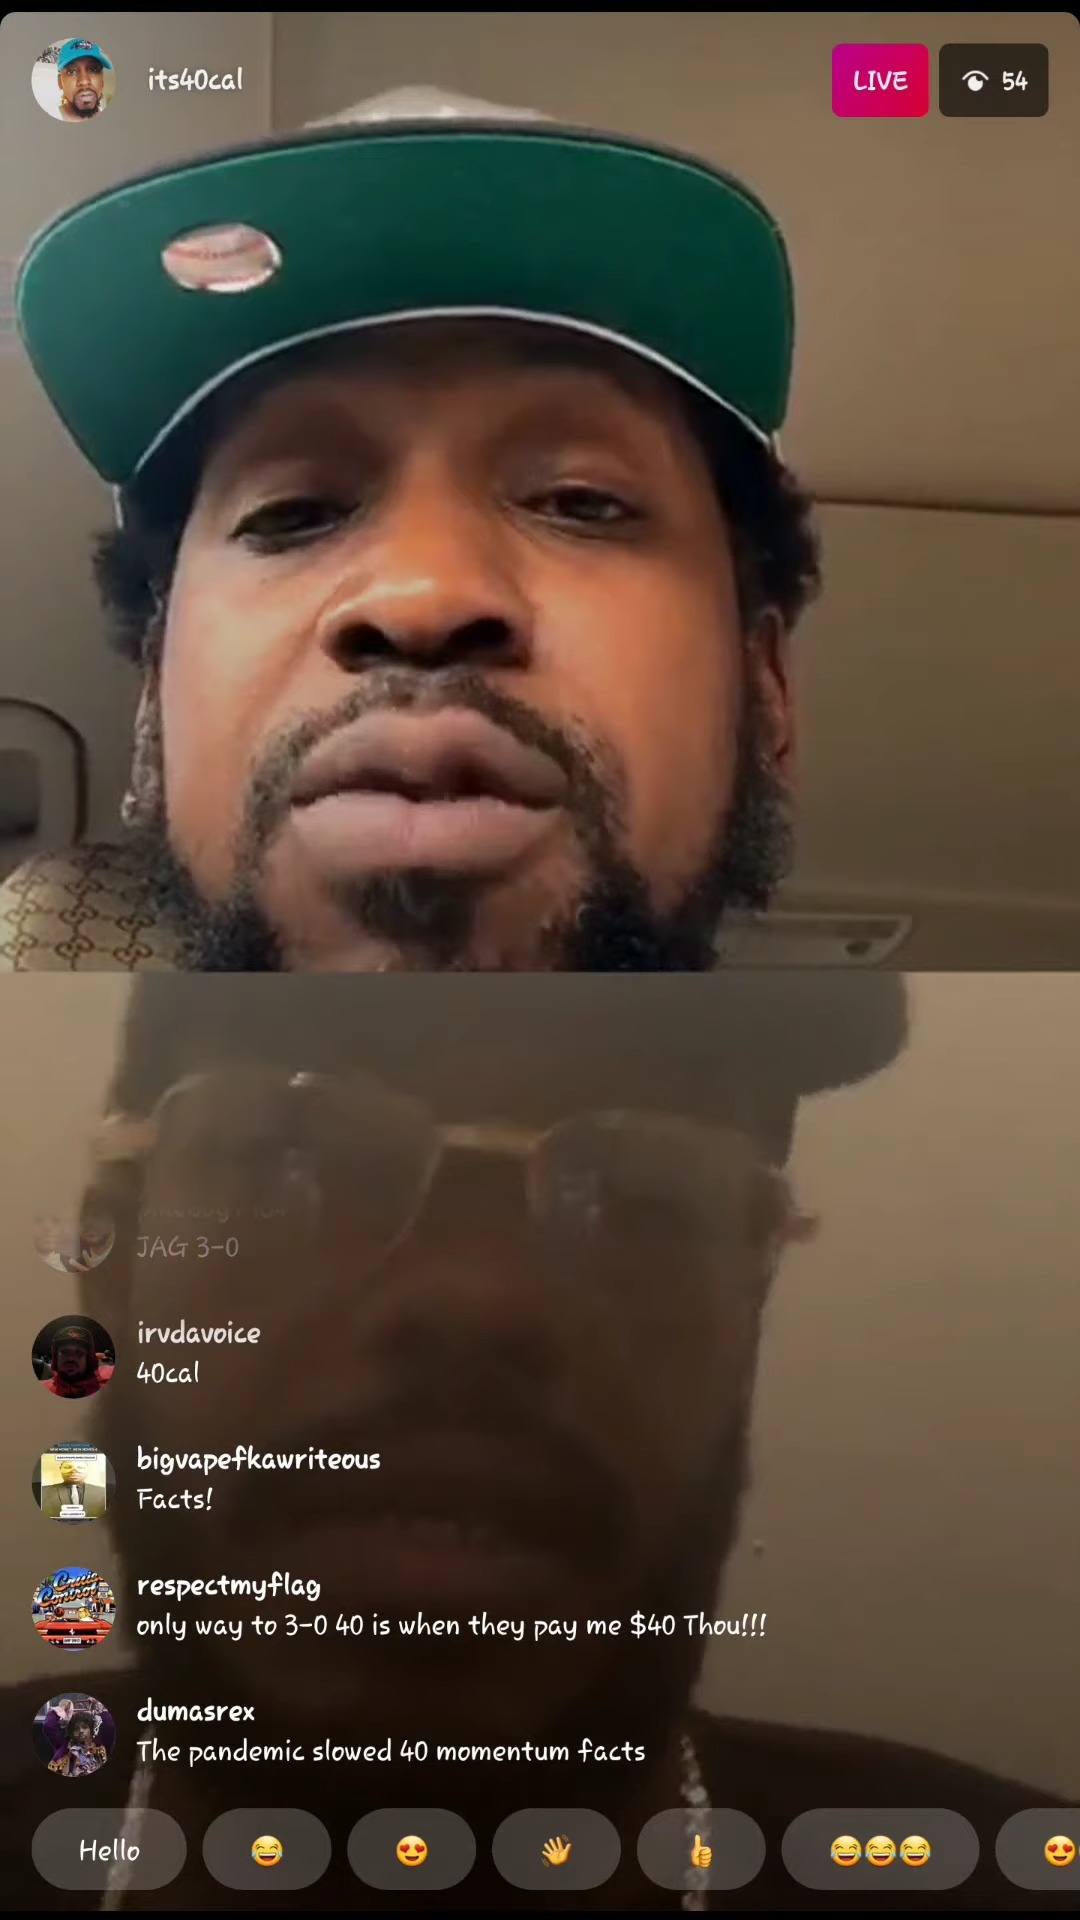 its40cal
LIVE
54
JAG 3-0
irvdavoice
40cal
bigvapefkawriteous
Facts!
respectmyflag
only way to 3-0 40 is when they pay me $40 Thou!!!
dumasrex
The pandemic slowed 40 momentum facts
Hello